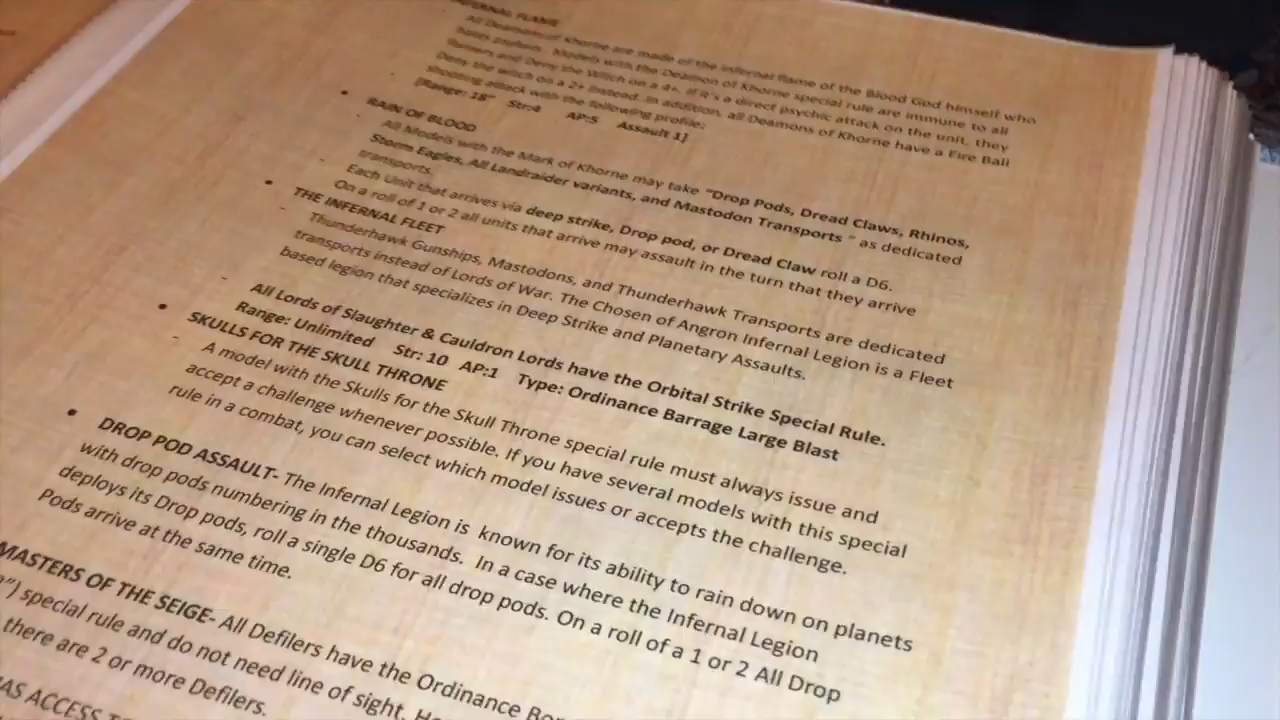 INFERNAL FLAME
All Deamons of Khorne are made of the infernal flame of the Blood God himself who
hates psykers. Models with the Deamon of Khorne special rule are immune to all
flamers and Deny the Witch on a 4+. If it's a direct psychic attack on the unit, they
Deny the witch on a 2+ instead. In addition, all Deamons of Khorne have a Fire Ball
shooting attack with the following profile:
[Range: 18" Str:4 AP:5 Assault 1]
• RAIN OF BLOOD
- All Models with the Mark of Khorne may take "Drop Pods, Dread Claws, Rhinos,
Storm Eagles, All Landraider variants, and Mastodon Transports " as dedicated
transports.
- Each Unit that arrives via deep strike, Drop pod, or Dread Claw roll a D6.
On a roll of 1 or 2 all units that arrive may assault in the turn that they arrive
• THE INFERNAL FLEET
- Thunderhawk Gunships, Mastodons, and Thunderhawk Transports are dedicated
transports instead of Lords of War. The Chosen of Angron Infernal Legion is a Fleet
based legion that specializes in Deep Strike and Planetary Assaults.
- All Lords of Slaughter & Cauldron Lords have the Orbital Strike Special Rule.
Range: Unlimited Str: 10 AP:1 Type: Ordinance Barrage Large Blast
• SKULLS FOR THE SKULL THRONE
- A model with the Skulls for the Skull Throne special rule must always issue and
accept a challenge whenever possible. If you have several models with this special
rule in a combat, you can select which model issues or accepts the challenge.
• DROP POD ASSAULT- The Infernal Legion is known for its ability to rain down on planets
with drop pods numbering in the thousands. In a case where the Infernal Legion
deploys its Drop pods, roll a single D6 for all drop pods. On a roll of a 1 or 2 All Drop
Pods arrive at the same time.
MASTERS OF THE SEIGE- All Defilers have the Ordinance
") special rule and do not need line of sight.
there are 2 or more Defilers.
ACCESS